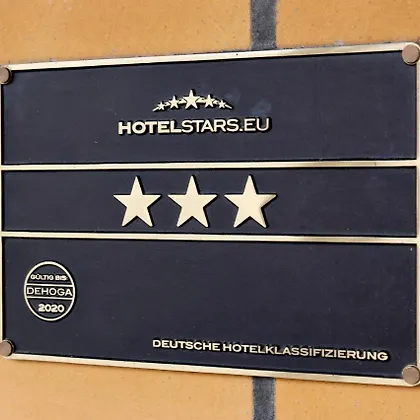 HOTELSTARS.EU
GÜLTIG BIS:
DEHOGA
2020
DEUTSCHE HOTELKLASSIFIZIERUNG